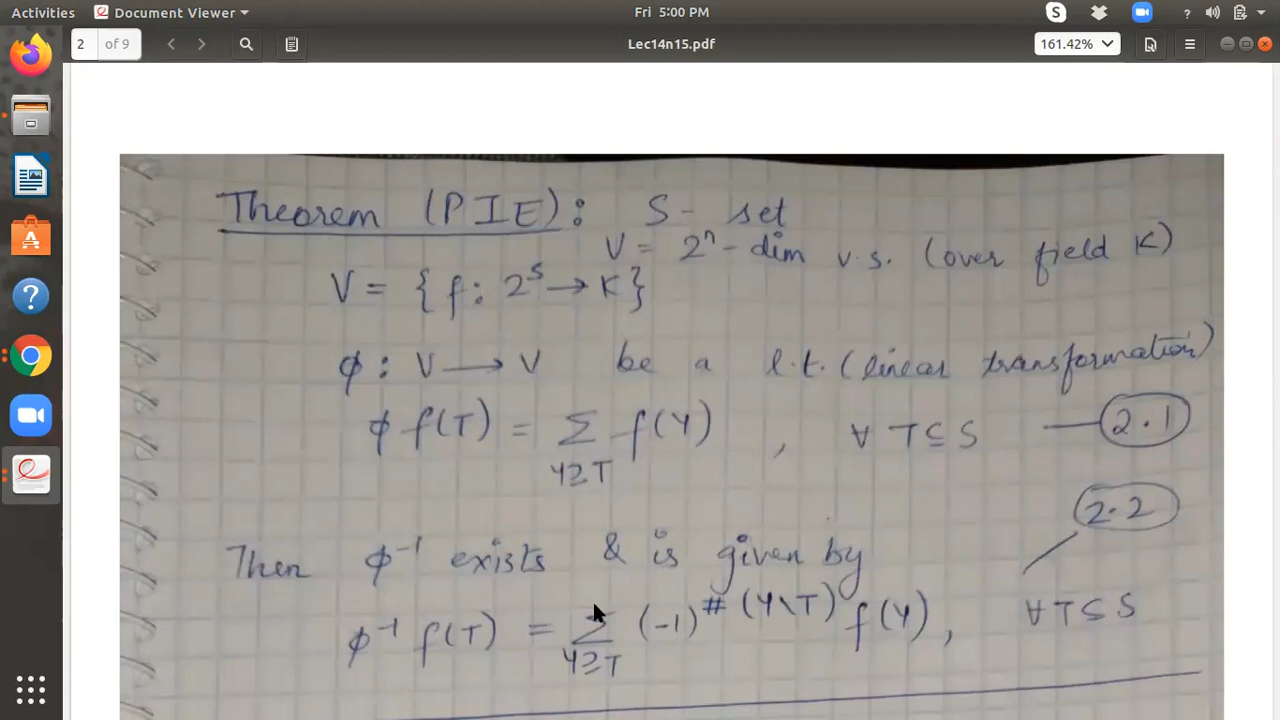 Activities Document Viewer Fri 5:00 PM
2 of 9 Lec14n15.pdf 161.42%
Theorem (PIE): S - set
V = 2ⁿ - dim v.s. (over field K)
V = { f : 2ˢ → K }
φ : V → V be a l.t. (linear transformation)
φ f(T) = Σ f(Y) , ∀ T ⊆ S — 2.1
Y⊇T
2.2
Then φ⁻¹ exists & is given by
φ⁻¹ f(T) = Σ (-1)^#(Y\T) f(Y), ∀ T ⊆ S
Y⊇T